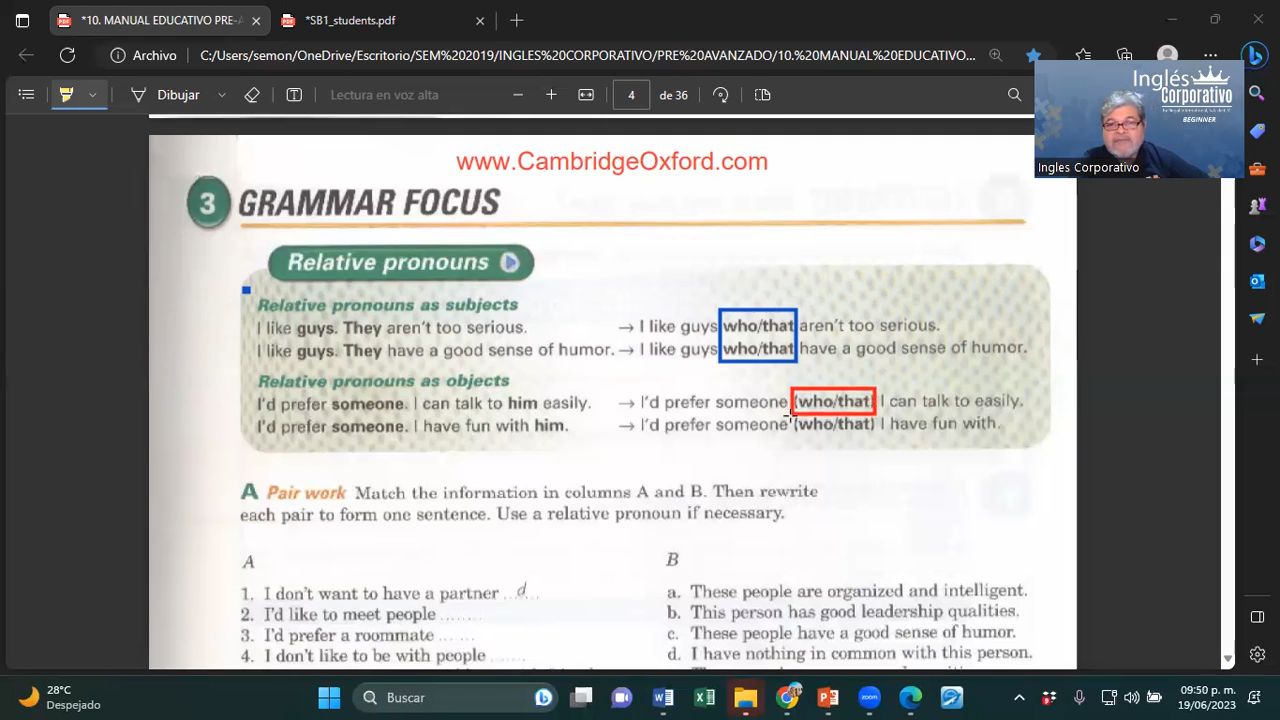 *10. MANUAL EDUCATIVO PRE-A
*SB1_students.pdf
Archivo
C:/Users/semon/OneDrive/Escritorio/SEM%202019/INGLES%20CORPORATIVO/PRE%20AVANZADO/10.%20MANUAL%20EDUCATIVO...
Dibujar
Lectura en voz alta
4
de 36
Inglés
Corporativo
BEGINNER
Ingles Corporativo
www.CambridgeOxford.com
3 GRAMMAR FOCUS
Relative pronouns
Relative pronouns as subjects
I like guys. They aren't too serious. → I like guys who/that aren't too serious.
I like guys. They have a good sense of humor. → I like guys who/that have a good sense of humor.
Relative pronouns as objects
I'd prefer someone. I can talk to him easily. → I'd prefer someone (who/that) I can talk to easily.
I'd prefer someone. I have fun with him. → I'd prefer someone (who/that) I have fun with.
A Pair work Match the information in columns A and B. Then rewrite
each pair to form one sentence. Use a relative pronoun if necessary.
A
1. I don't want to have a partner ...d...
2. I'd like to meet people ........
3. I'd prefer a roommate .......
4. I don't like to be with people .......
B
a. These people are organized and intelligent.
b. This person has good leadership qualities.
c. These people have a good sense of humor.
d. I have nothing in common with this person.
28°C
Despejado
Buscar
09:50 p. m.
19/06/2023